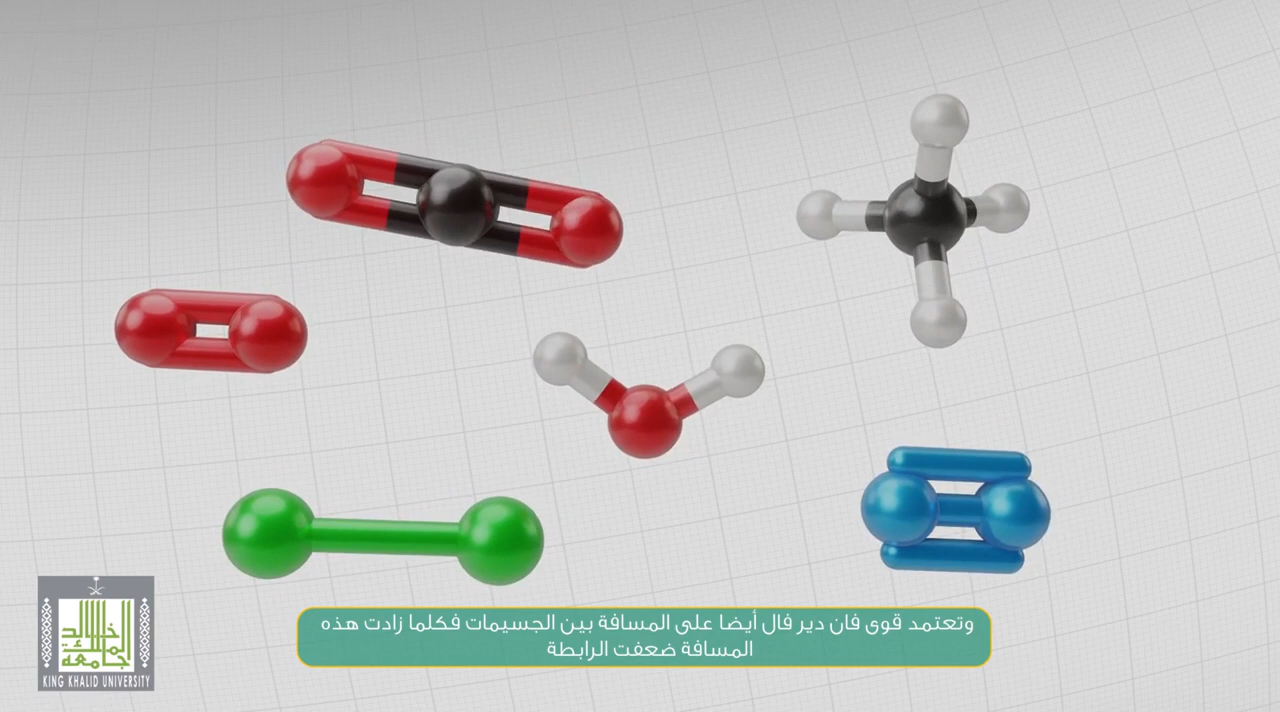 وتعتمد قوى فان دير فال أيضا على المسافة بين الجسيمات فكلما زادت هذه
المسافة ضعفت الرابطة
جامعة
الملك
خالد
KING KHALID UNIVERSITY